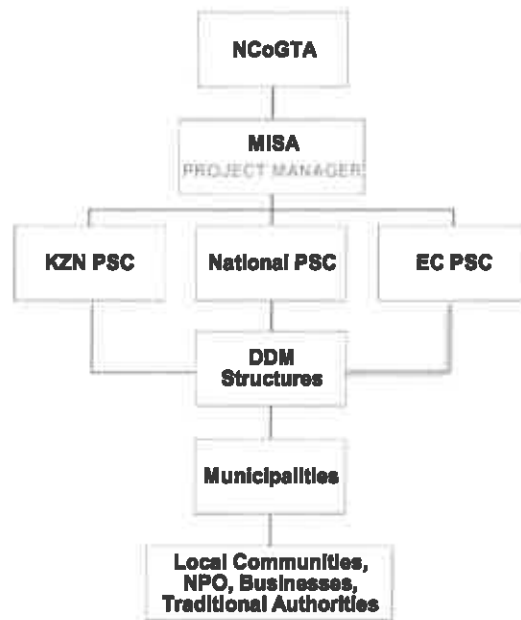 NCoGTA
MISA
PROJECT MANAGER
KZN PSC
National PSC
EC PSC
DDM
Structures
Municipalities
Local Communities,
NPO, Businesses,
Traditional Authorities